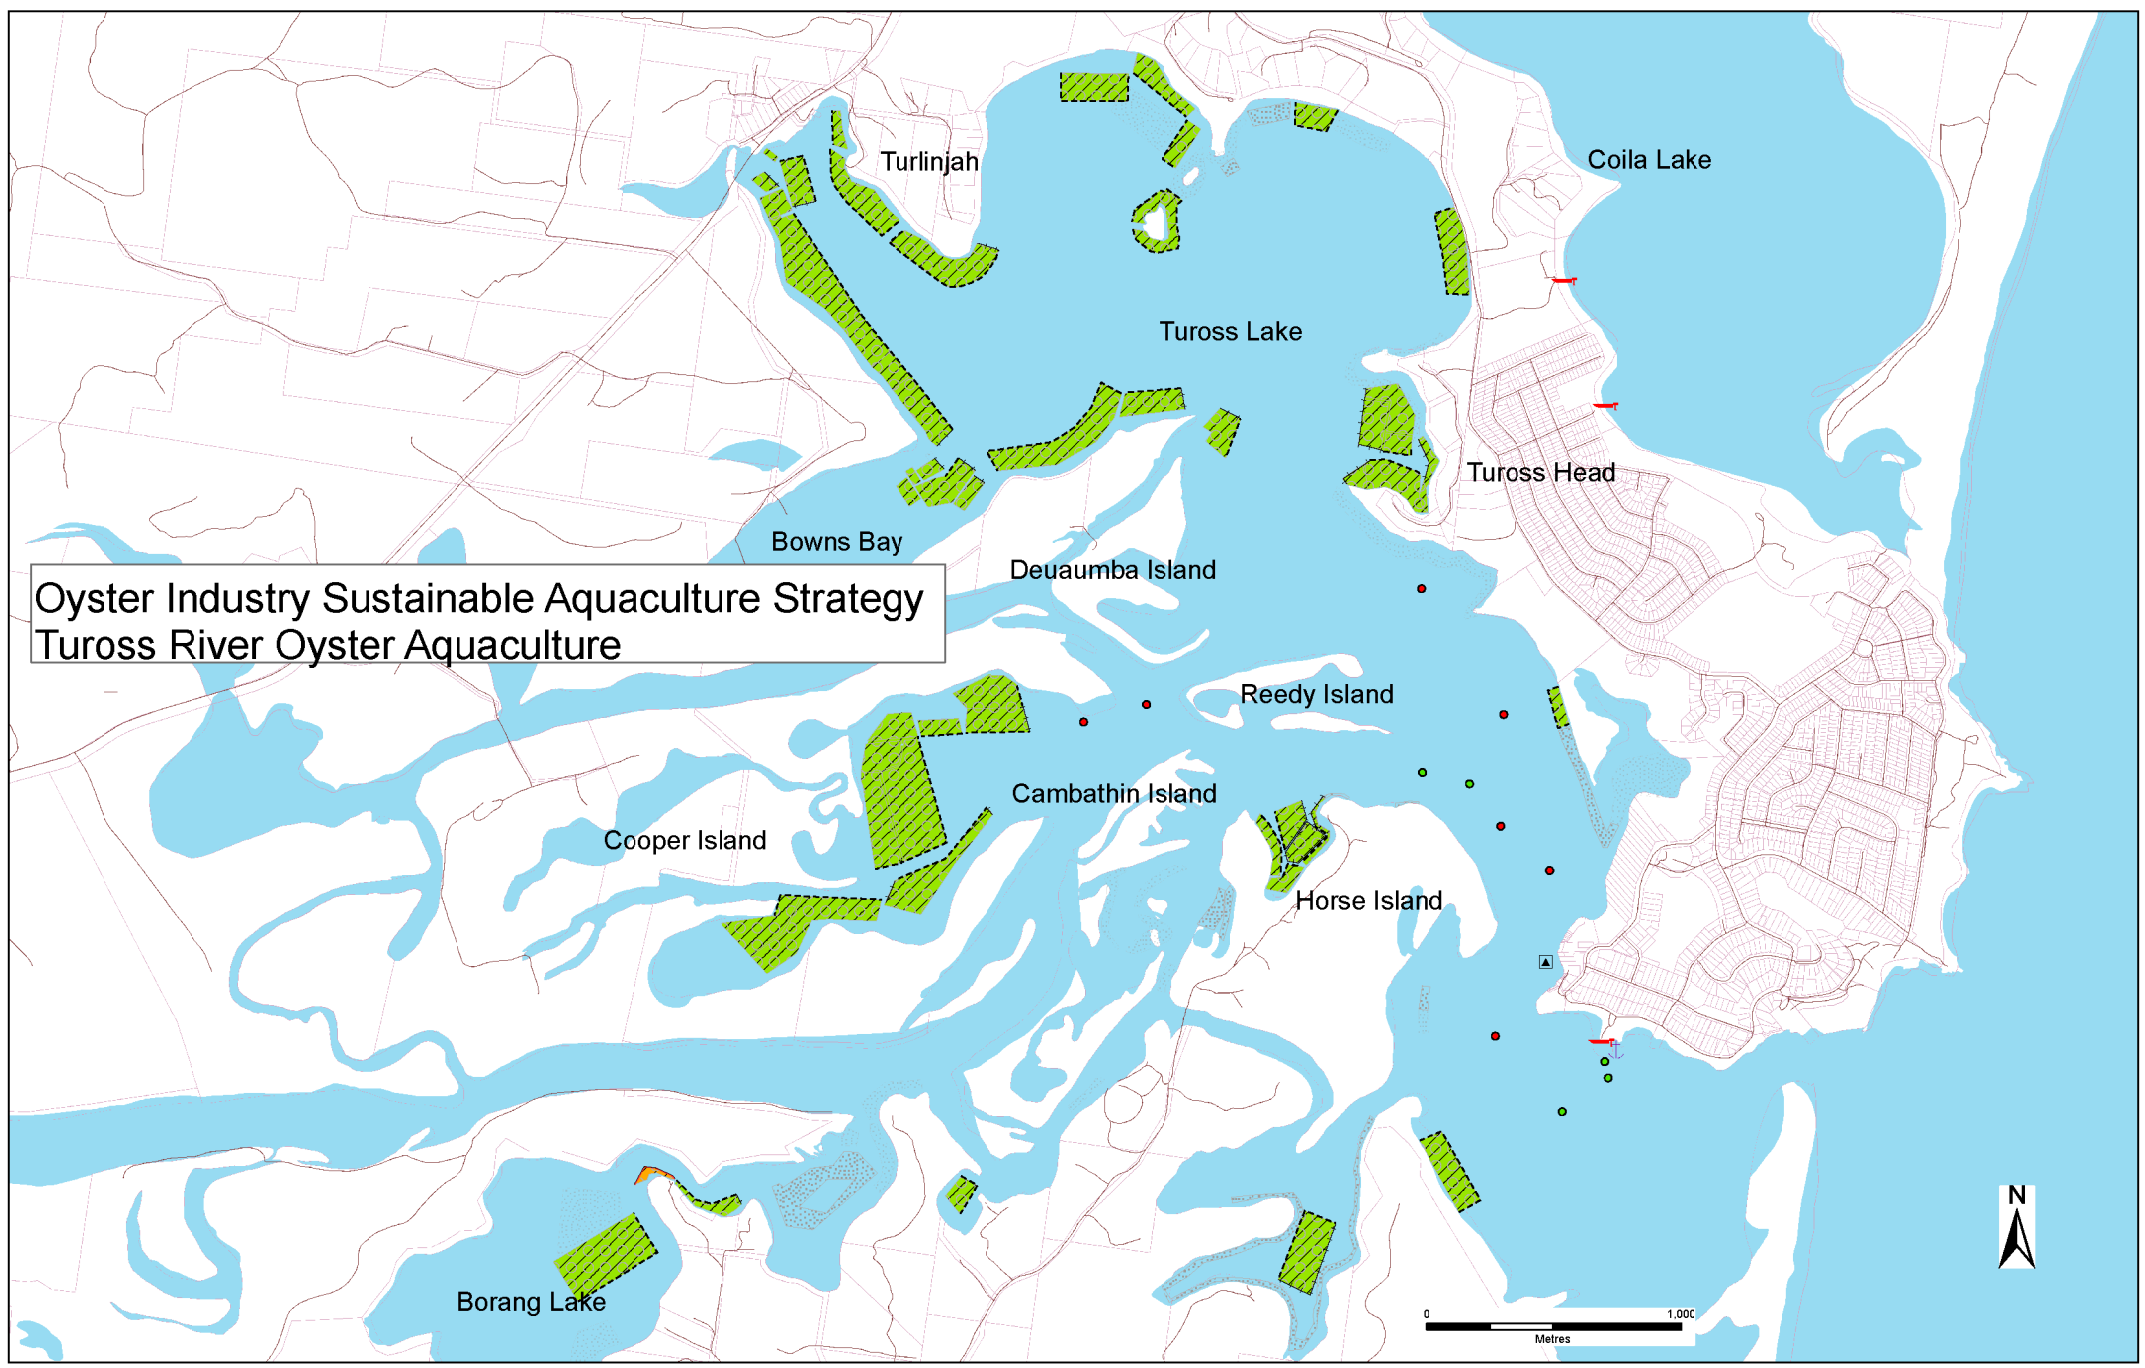 Turlinjah
Coila Lake
Tuross Lake
Tuross Head
Bowns Bay
Deuaumba Island
Oyster Industry Sustainable Aquaculture Strategy
Tuross River Oyster Aquaculture
Reedy Island
Cambathin Island
Cooper Island
Horse Island
N
Borang Lake
0 1,000
Metres